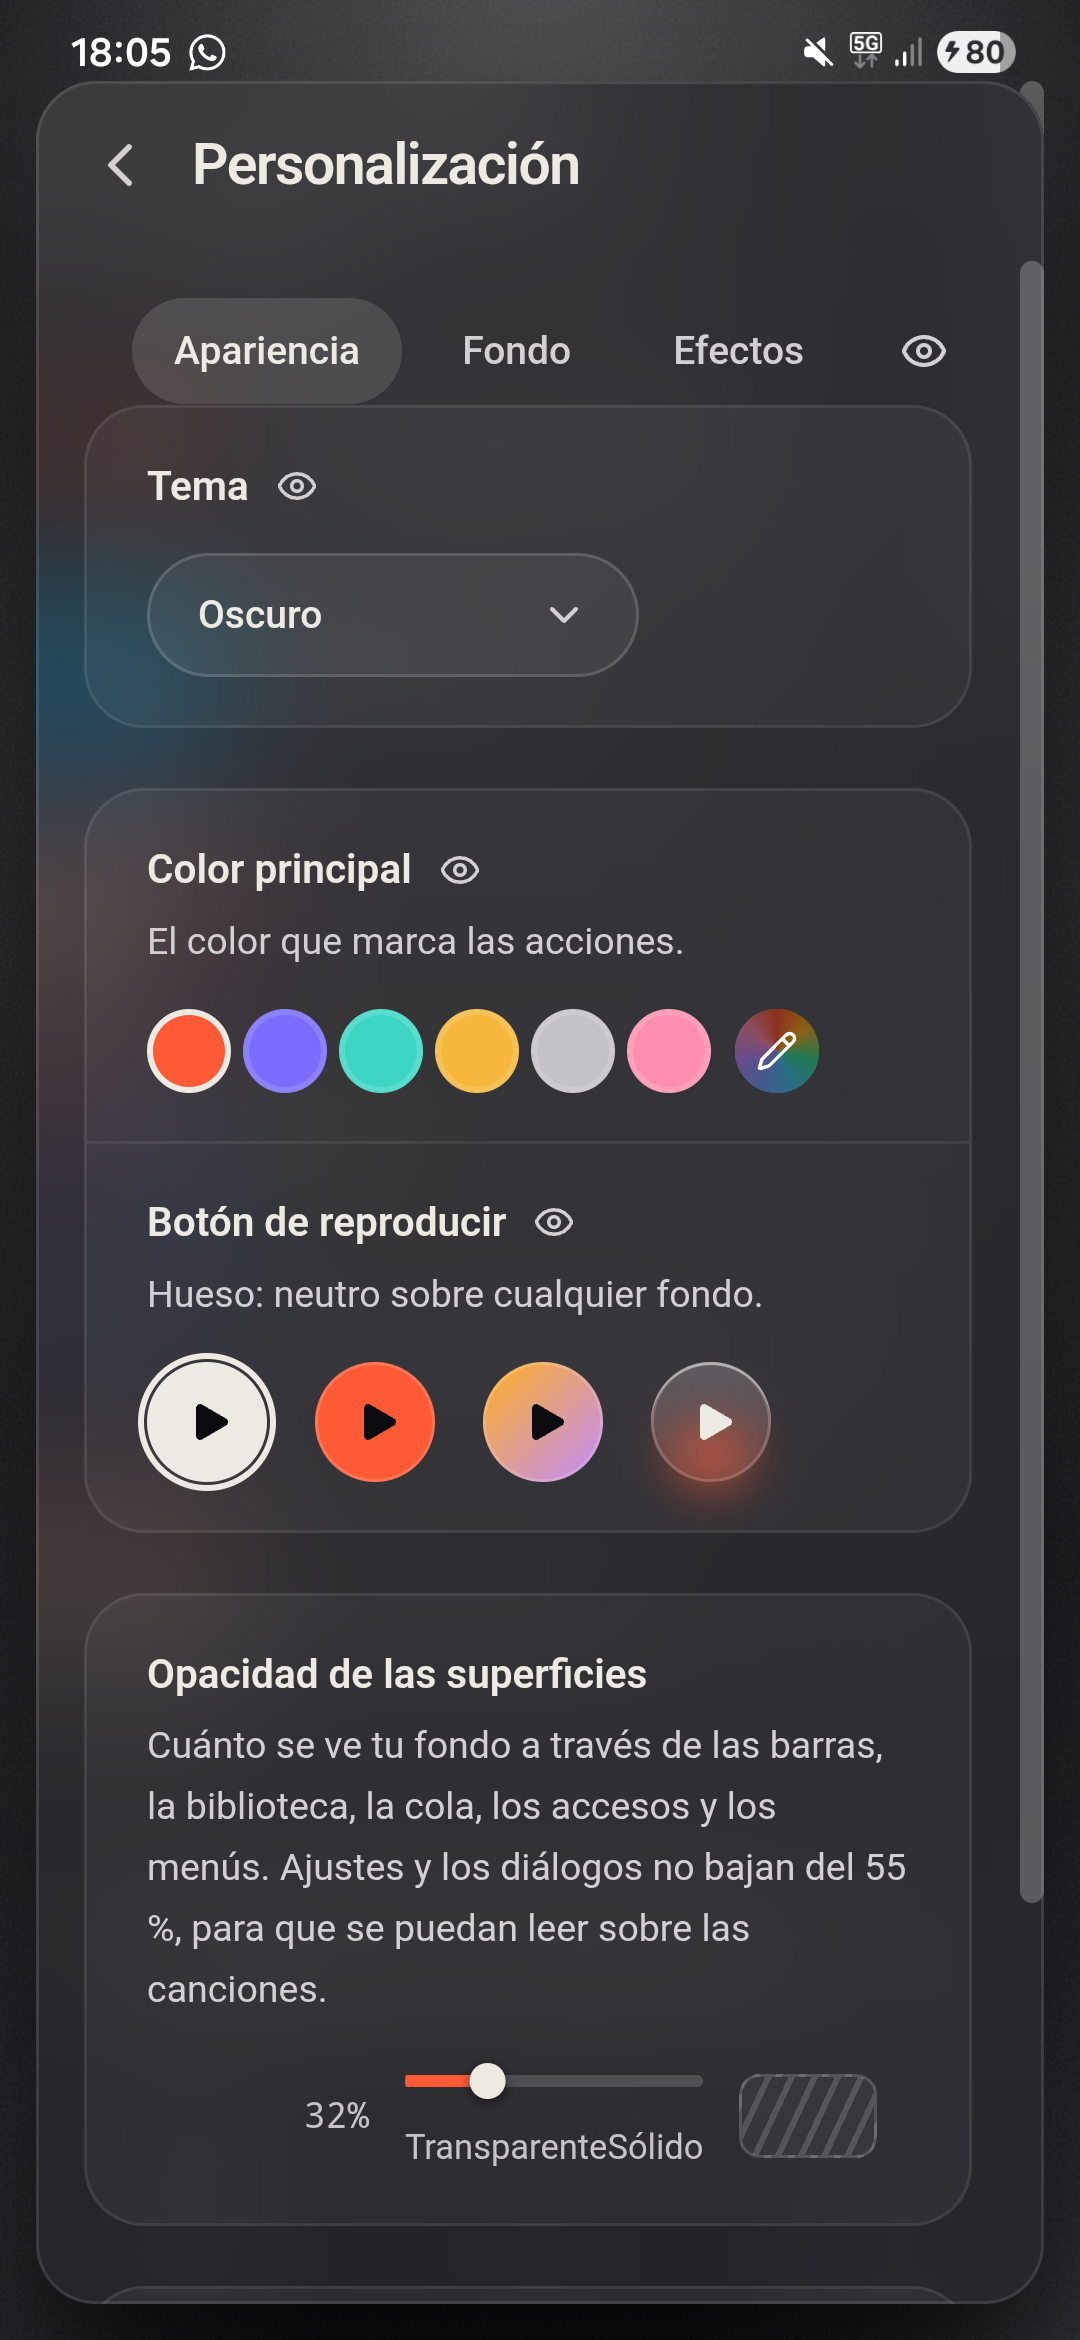 18:05
5G
80
Personalización
Apariencia
Fondo
Efectos
Tema
Oscuro
Color principal
El color que marca las acciones.
Botón de reproducir
Hueso: neutro sobre cualquier fondo.
Opacidad de las superficies
Cuánto se ve tu fondo a través de las barras,
la biblioteca, la cola, los accesos y los
menús. Ajustes y los diálogos no bajan del 55
%, para que se puedan leer sobre las
canciones.
32%
TransparenteSólido